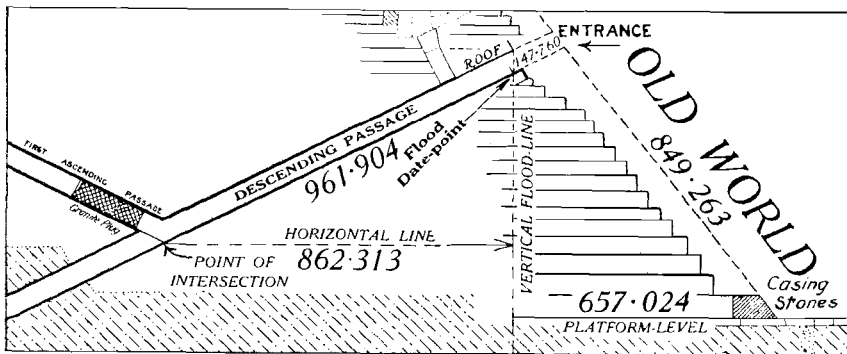 ENTRANCE
147·760
ROOF
OLD WORLD
849·263
DESCENDING PASSAGE
961·904
Flood
Date-point
FIRST ASCENDING PASSAGE
Granite Plug
HORIZONTAL LINE
862·313
POINT OF
INTERSECTION
VERTICAL FLOOD-LINE
657·024
PLATFORM-LEVEL
Casing
Stones